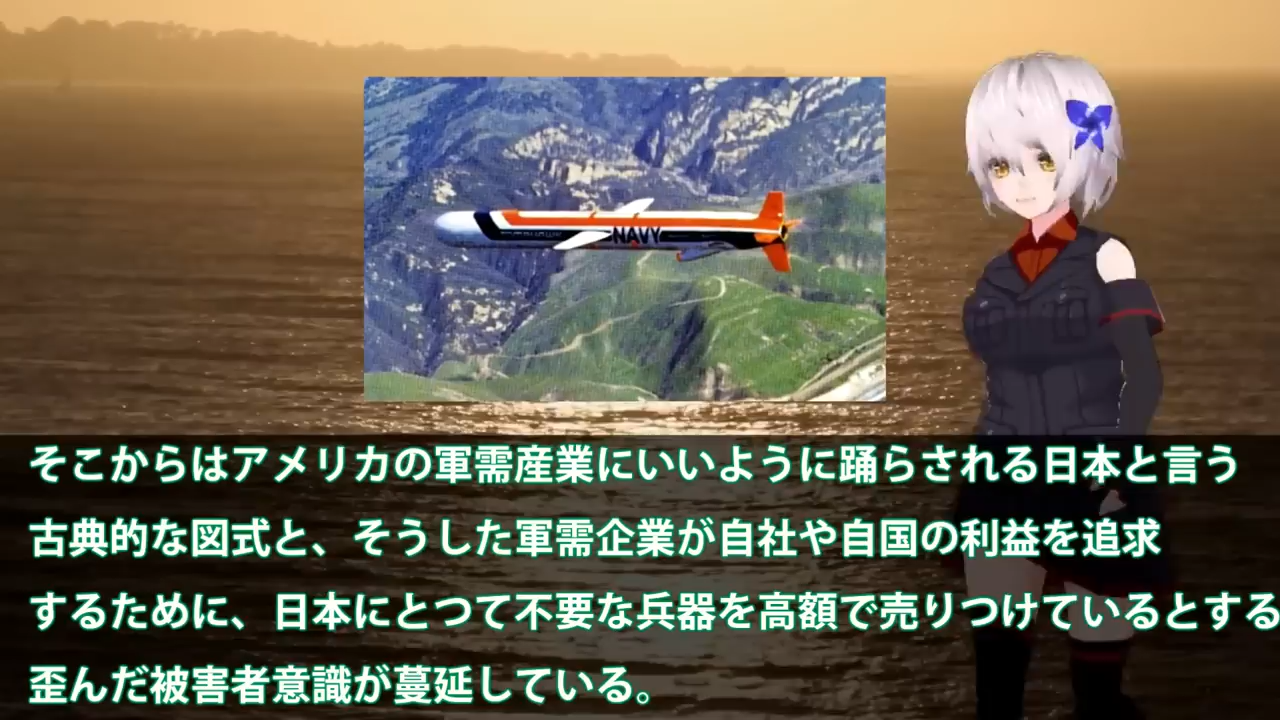 NAVY
そこからはアメリカの軍需産業にいいように踊らされる日本と言う
古典的な図式と、そうした軍需企業が自社や自国の利益を追求
するために、日本にとつて不要な兵器を高額で売りつけているとする
歪んだ被害者意識が蔓延している。